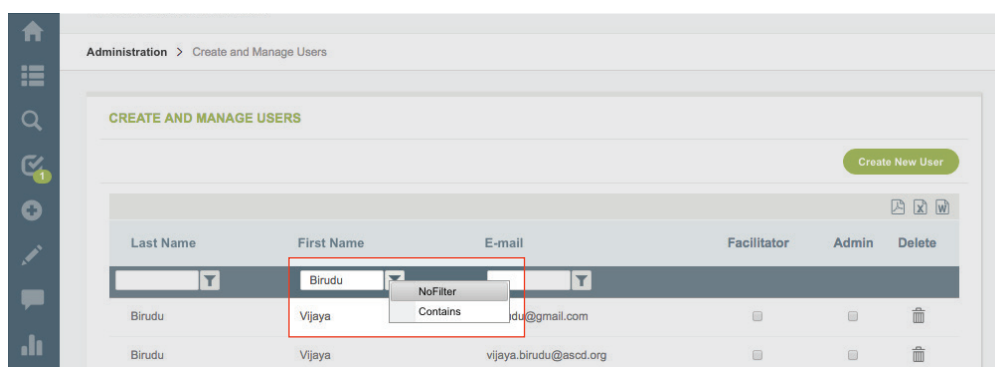 Administration > Create and Manage Users
CREATE AND MANAGE USERS
1
Create New User
Last Name First Name E-mail Facilitator Admin Delete
Birudu
NoFilter
Contains
Birudu Vijaya du@gmail.com
Birudu Vijaya vijaya.birudu@ascd.org